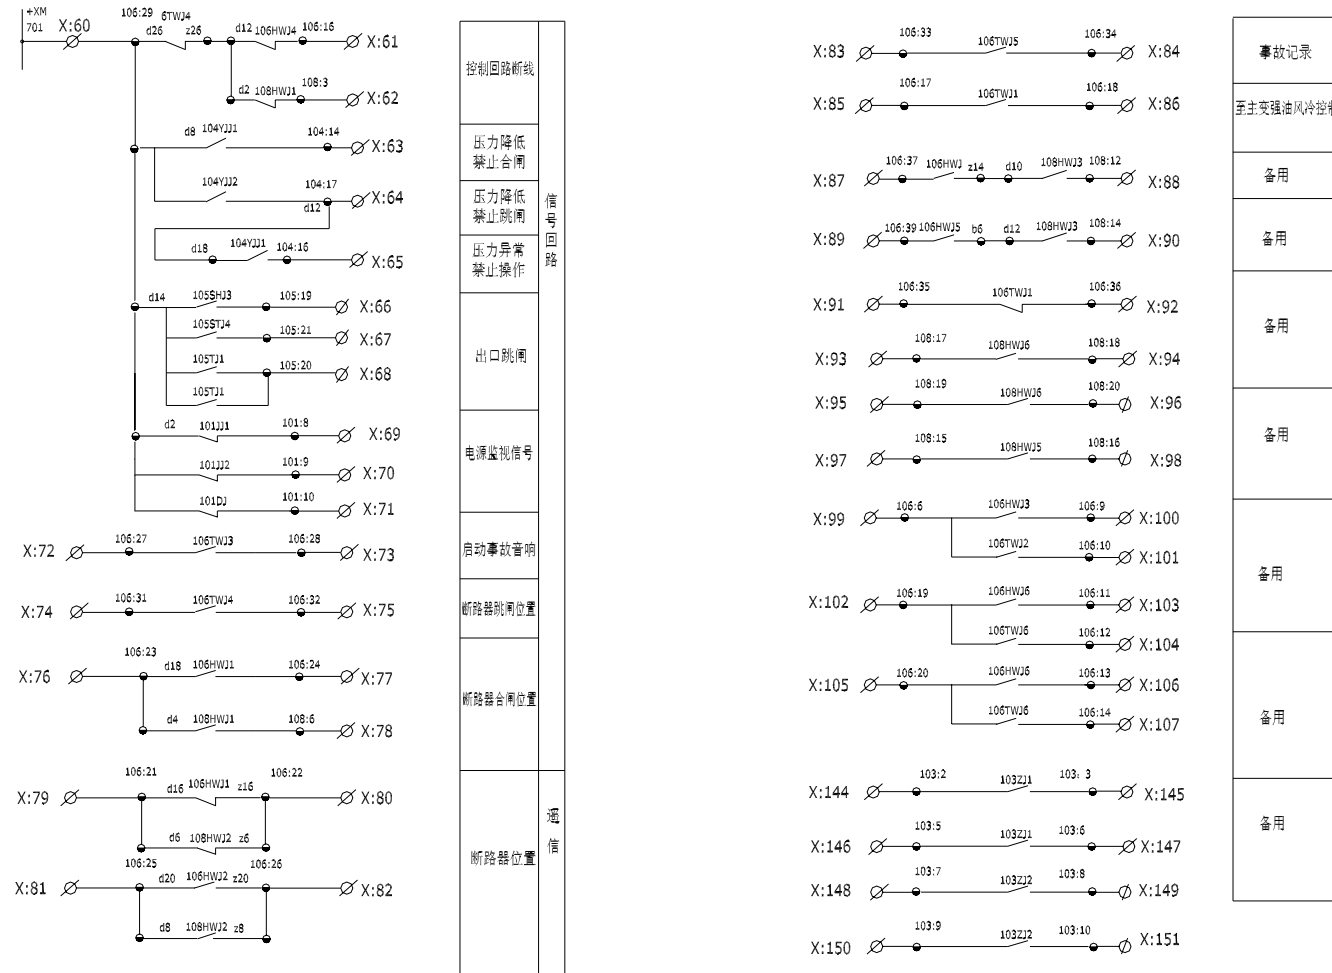 +XM
701
X:60
106:29
6TWJ4
d26
z26
d12
106HWJ4
106:16
X:61
d2
108HWJ1
108:3
X:62
控制回路断线
d8
104YJJ1
104:14
X:63
压力降低
禁止合闸
104YJJ2
104:17
X:64
d12
压力降低
禁止跳闸
d18
104YJJ1
104:16
X:65
压力异常
禁止操作
信号回路
d14
105SHJ3
105:19
X:66
105STJ4
105:21
X:67
105TJ1
105:20
X:68
105TJ1
出口跳闸
d2
101JJ1
101:8
X:69
101JJ2
101:9
X:70
101DJ
101:10
X:71
电源监视信号
X:72
106:27
106TWJ3
106:28
X:73
启动事故音响
X:74
106:31
106TWJ4
106:32
X:75
断路器跳闸位置
X:76
106:23
d18
106HWJ1
106:24
X:77
d4
108HWJ1
108:6
X:78
断路器合闸位置
X:79
106:21
d16
106HWJ1
z16
106:22
X:80
d6
108HWJ2
z6
X:81
106:25
d20
106HWJ2
z20
106:26
X:82
d8
108HWJ2
z8
断路器位置
遥信
X:83
106:33
106TWJ5
106:34
X:84
事故记录
X:85
106:17
106TWJ1
106:18
X:86
至主变强油风冷控制
X:87
106:37
106HWJ
z14
d10
108HWJ3
108:12
X:88
备用
X:89
106:39
106HWJ5
b6
d12
108HWJ3
108:14
X:90
备用
X:91
106:35
106TWJ1
106:36
X:92
X:93
108:17
108HWJ6
108:18
X:94
备用
X:95
108:19
108HWJ6
108:20
X:96
X:97
108:15
108HWJ5
108:16
X:98
备用
X:99
106:6
106HWJ3
106:9
X:100
106TWJ2
106:10
X:101
备用
X:102
106:19
106HWJ6
106:11
X:103
106TWJ6
106:12
X:104
X:105
106:20
106HWJ6
106:13
X:106
106TWJ6
106:14
X:107
备用
X:144
103:2
103ZJ1
103: 3
X:145
X:146
103:5
103ZJ1
103:6
X:147
备用
X:148
103:7
103ZJ2
103:8
X:149
X:150
103:9
103ZJ2
103:10
X:151